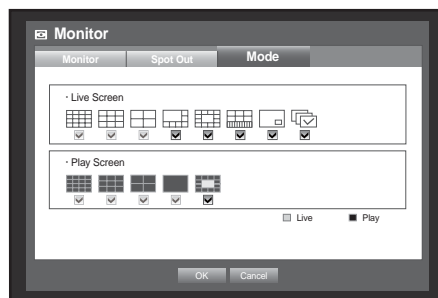 Monitor
Monitor Spot Out Mode
· Live Screen
· Play Screen
Live Play
OK Cancel